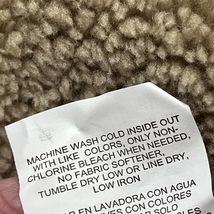 MACHINE WASH COLD INSIDE OUT
WITH LIKE COLORS, ONLY NON-
CHLORINE BLEACH WHEN NEEDED,
NO FABRIC SOFTENER,
TUMBLE DRY LOW OR LINE DRY,
LOW IRON
EN LAVADORA CON AGUA
CON COLORES
SOLO